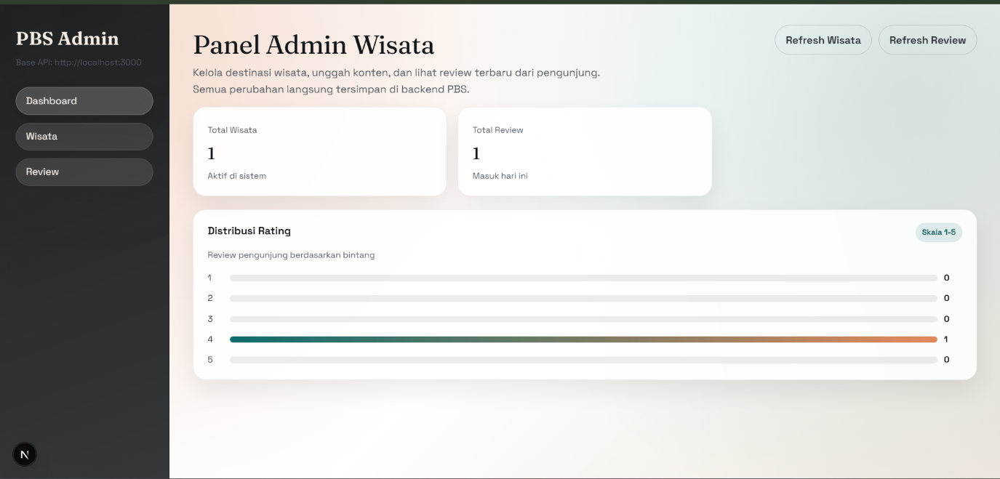 PBS Admin
Base API: http://localhost:3000
Dashboard
Wisata
Review
N
Panel Admin Wisata
Kelola destinasi wisata, unggah konten, dan lihat review terbaru dari pengunjung.
Semua perubahan langsung tersimpan di backend PBS.
Refresh Wisata
Refresh Review
Total Wisata
1
Aktif di sistem
Total Review
1
Masuk hari ini
Distribusi Rating
Skala 1-5
Review pengunjung berdasarkan bintang
1 0
2 0
3 0
4 1
5 0